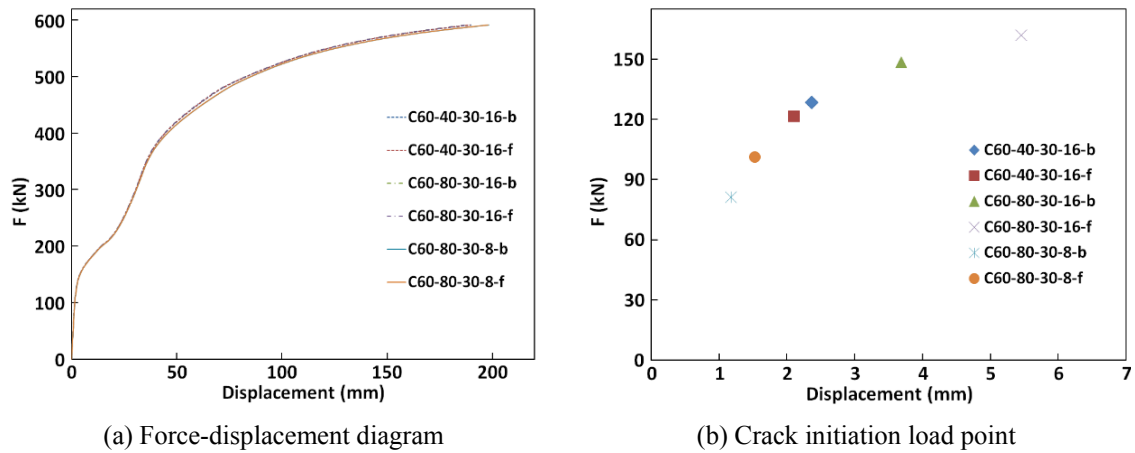 600
500
400
300
200
100
0
F (kN)
0 50 100 150 200
Displacement (mm)
C60-40-30-16-b
C60-40-30-16-f
C60-80-30-16-b
C60-80-30-16-f
C60-80-30-8-b
C60-80-30-8-f
(a) Force-displacement diagram
150
120
90
60
30
0
F (kN)
0 1 2 3 4 5 6 7
Displacement (mm)
C60-40-30-16-b
C60-40-30-16-f
C60-80-30-16-b
C60-80-30-16-f
C60-80-30-8-b
C60-80-30-8-f
(b) Crack initiation load point